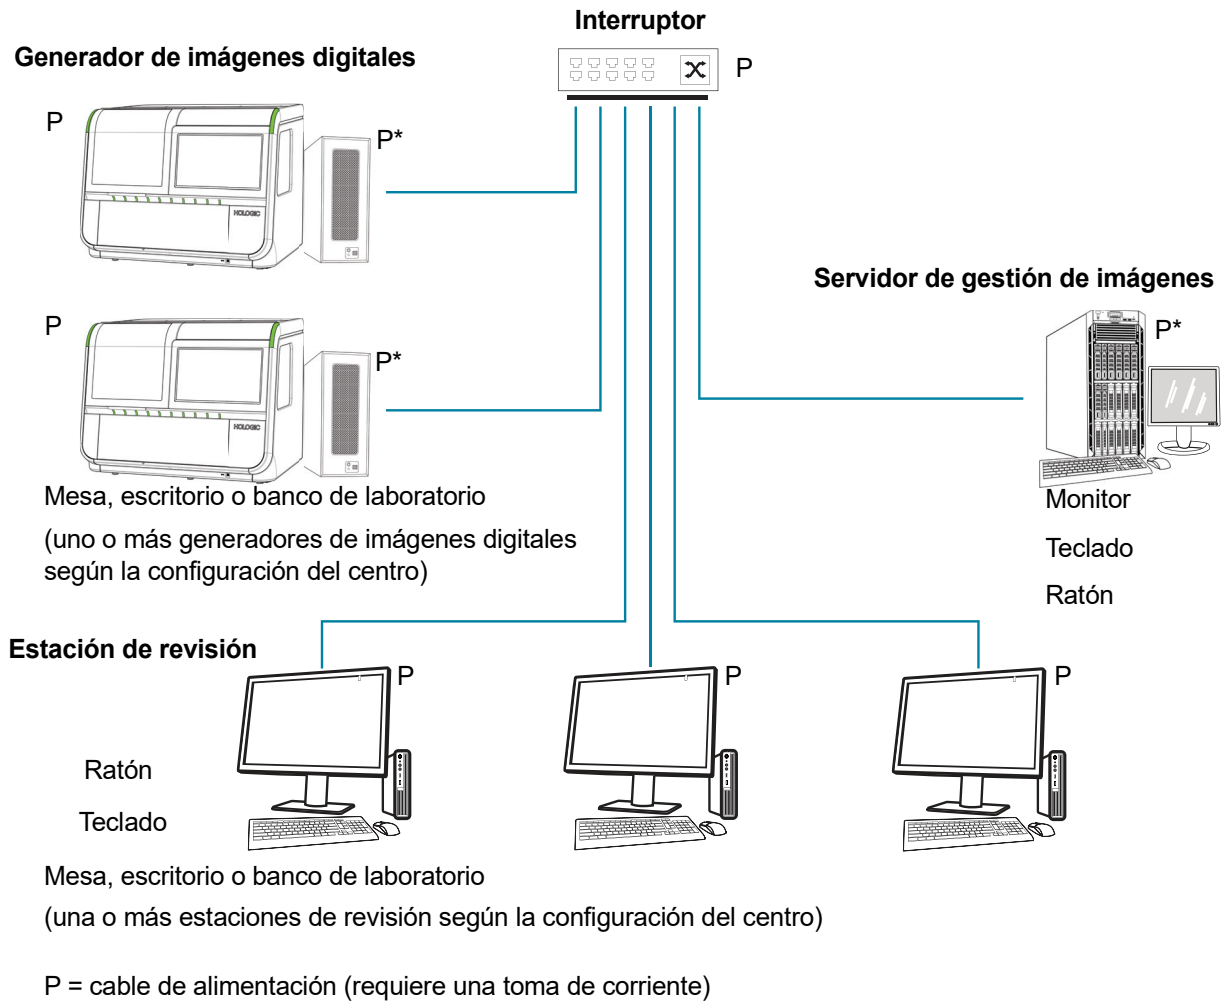 Interruptor
P
Generador de imágenes digitales
P
P*
HOLOGIC
Servidor de gestión de imágenes
P*
P
P*
HOLOGIC
Mesa, escritorio o banco de laboratorio
(uno o más generadores de imágenes digitales
según la configuración del centro)
Monitor
Teclado
Ratón
Estación de revisión
P
P
P
Ratón
Teclado
Mesa, escritorio o banco de laboratorio
(una o más estaciones de revisión según la configuración del centro)
P = cable de alimentación (requiere una toma de corriente)